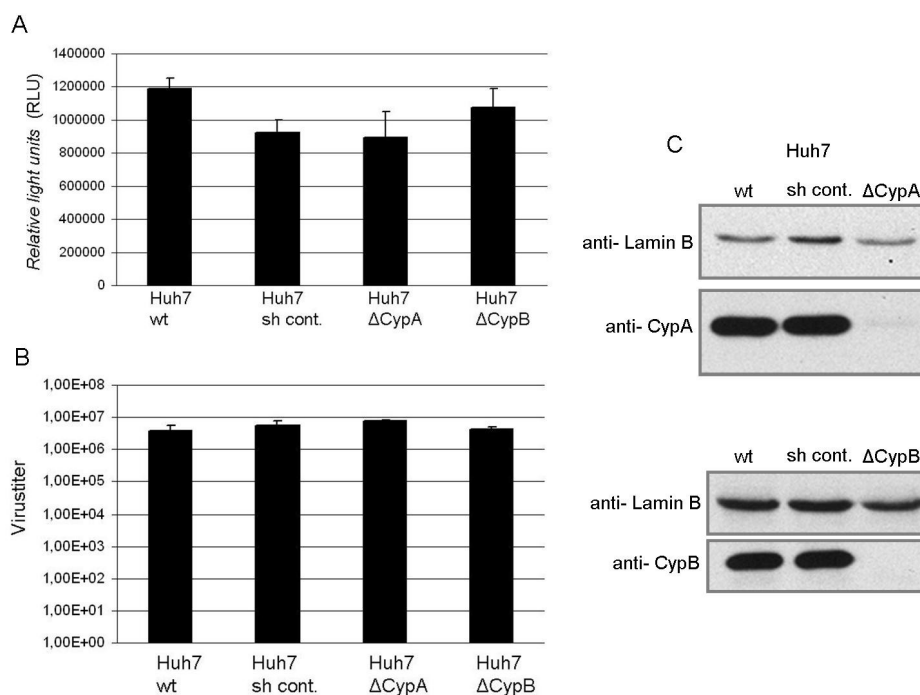 A
Relative light units (RLU)
1400000
1200000
1000000
800000
600000
400000
200000
0
Huh7 Huh7 Huh7 Huh7
wt sh cont. ΔCypA ΔCypB
B
Virustiter
1,00E+08
1,00E+07
1,00E+06
1,00E+05
1,00E+04
1,00E+03
1,00E+02
1,00E+01
1,00E+00
Huh7 Huh7 Huh7 Huh7
wt sh cont. ΔCypA ΔCypB
C
Huh7
wt sh cont. ΔCypA
anti- Lamin B
anti- CypA
wt sh cont. ΔCypB
anti- Lamin B
anti- CypB